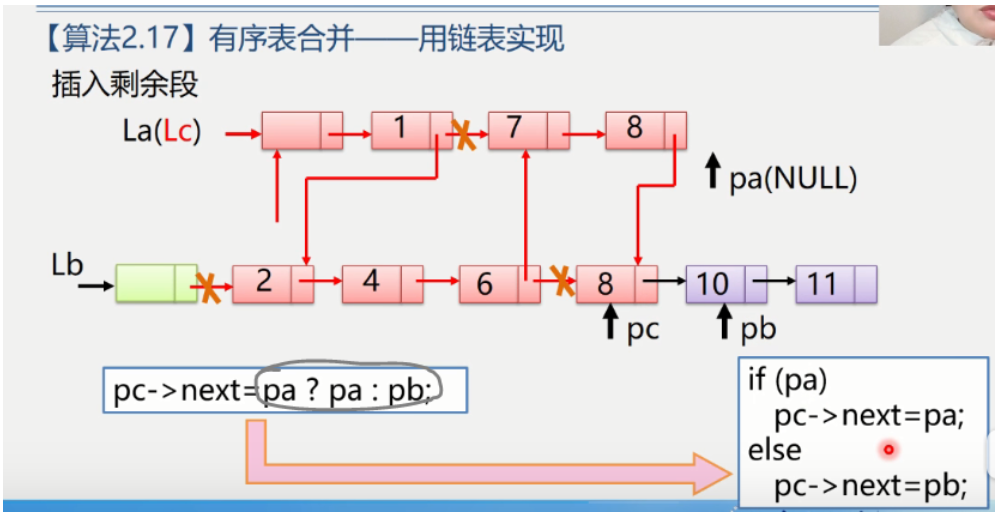 【算法2.17】有序表合并——用链表实现
插入剩余段
La(Lc)
1
7
8
pa(NULL)
Lb
2
4
6
8
10
11
pc
pb
pc->next=pa ? pa : pb;
if (pa)
pc->next=pa;
else
pc->next=pb;